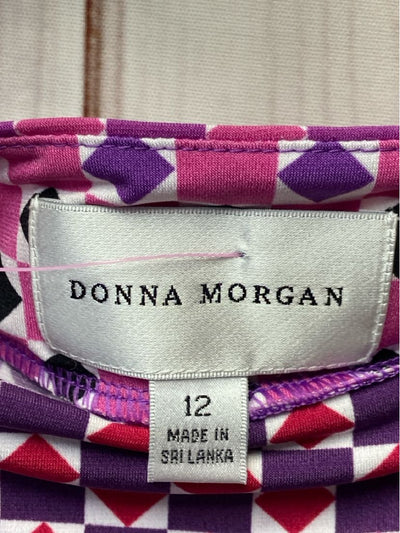 DONNA MORGAN
12
MADE IN
SRI LANKA